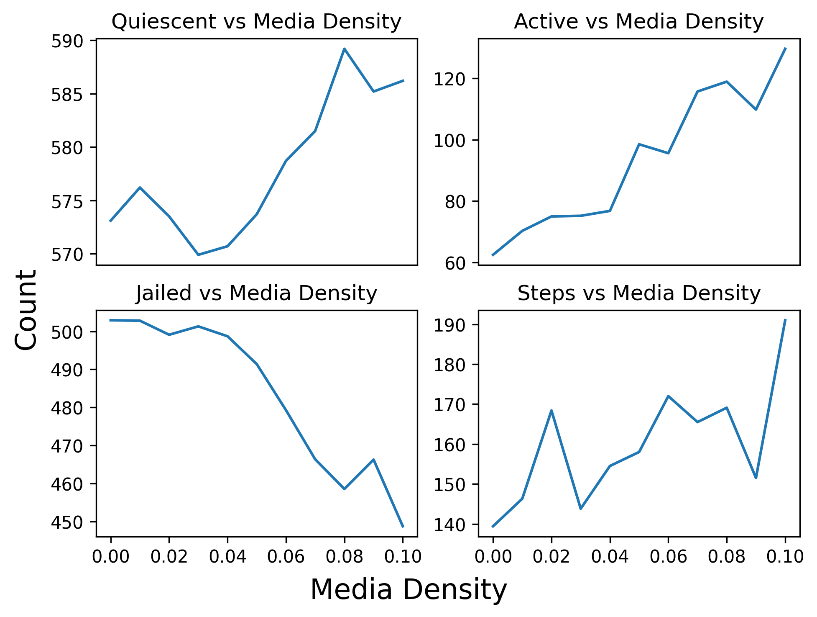 Quiescent vs Media Density
Active vs Media Density
590
585
580
575
570
120
100
80
60
Count
Jailed vs Media Density
Steps vs Media Density
500
490
480
470
460
450
190
180
170
160
150
140
0.00 0.02 0.04 0.06 0.08 0.10
0.00 0.02 0.04 0.06 0.08 0.10
Media Density